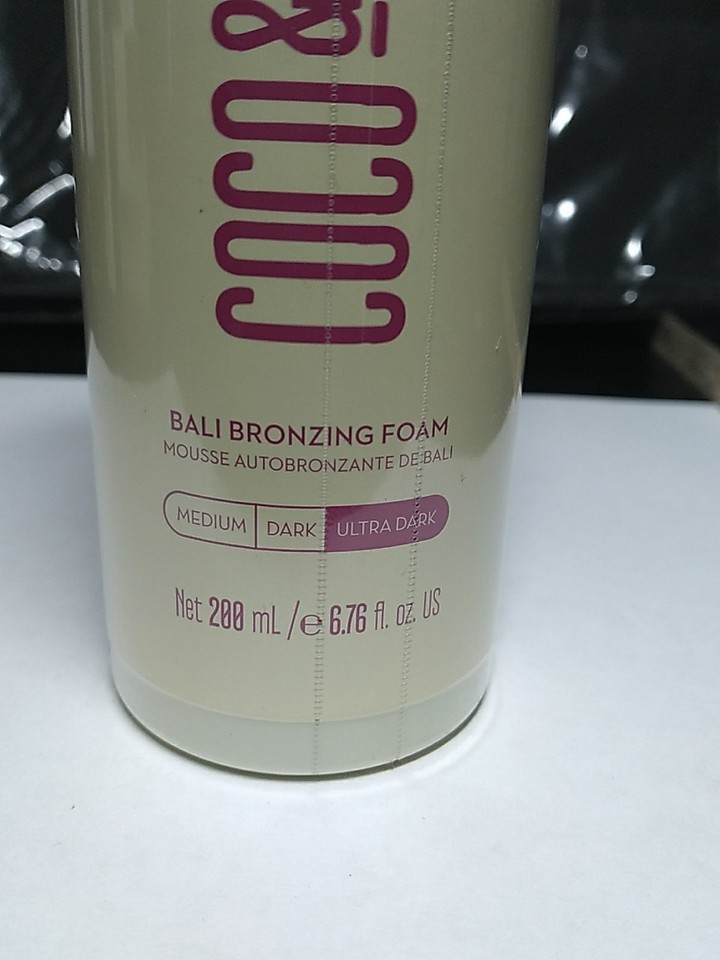 COCO &
BALI BRONZING FOAM
MOUSSE AUTOBRONZANTE DE BALI
MEDIUM DARK ULTRA DARK
Net 200 mL / ℮ 6.76 fl. oz. US